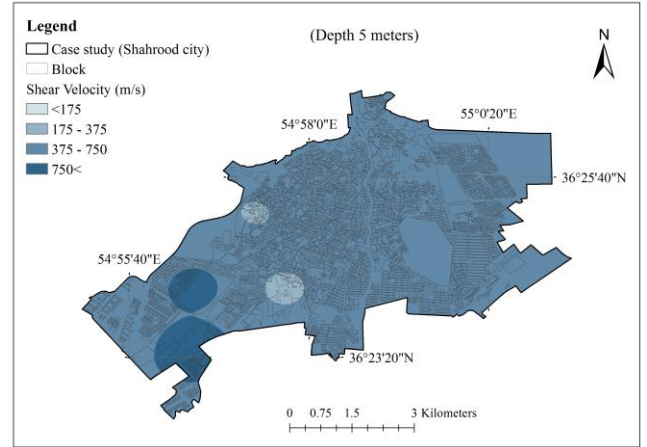 Legend
Case study (Shahrood city)
Block
Shear Velocity (m/s)
<175
175 - 375
375 - 750
750<
(Depth 5 meters)
N
54°58'0"E
55°0'20"E
36°25'40"N
54°55'40"E
36°23'20"N
0 0.75 1.5 3 Kilometers